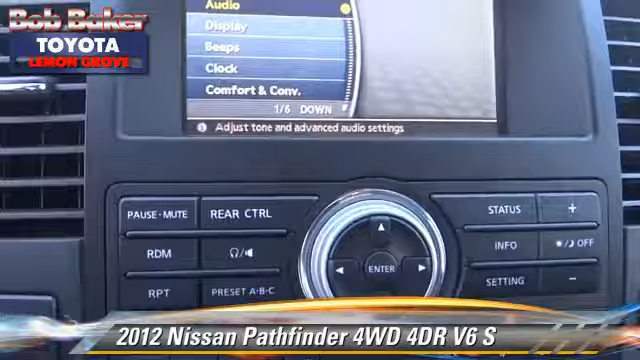 Bob Baker
TOYOTA
LEMON GROVE
Audio
Display
Beeps
Clock
Comfort & Conv.
1/6 DOWN
Adjust tone and advanced audio settings
PAUSE·MUTE
REAR CTRL
RDM
RPT
PRESET A·B·C
ENTER
STATUS
+
INFO
OFF
SETTING
-
2012 Nissan Pathfinder 4WD 4DR V6 S